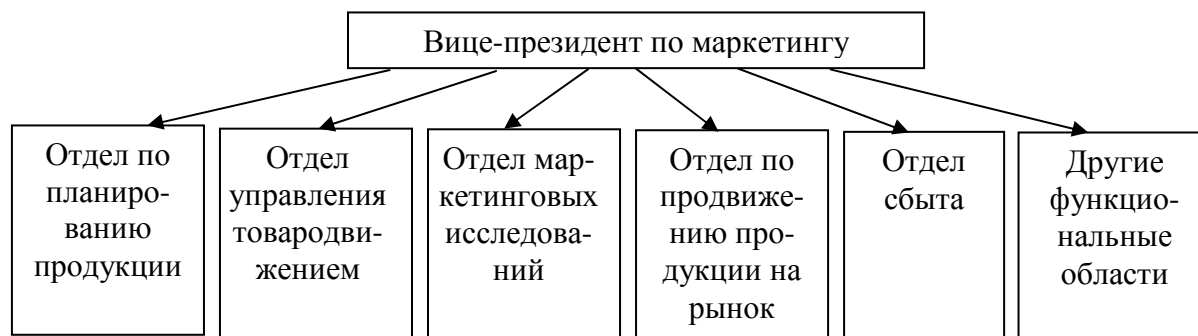 Вице-президент по маркетингу
Отдел по
планиро-
ванию
продукции
Отдел
управления
товародви-
жением
Отдел мар-
кетинговых
исследова-
ний
Отдел по
продвиже-
нию про-
дукции на
рынок
Отдел
сбыта
Другие
функцио-
нальные
области